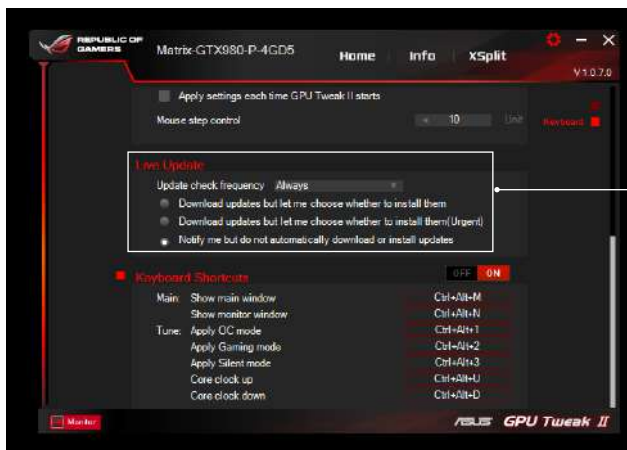 REPUBLIC OF
GAMERS
Matrix-GTX980-P-4GD5
Home Info XSplit
V 1.0.7.0
Apply settings each time GPU Tweak II starts
Mouse step control 10 Unit
Keyboard
Live Update
Update check frequency Always
Download updates but let me choose whether to install them
Download updates but let me choose whether to install them(Urgent)
Notify me but do not automatically download or install updates
Keyboard Shortcuts OFF ON
Main: Show main window Ctrl+Alt+M
Show monitor window Ctrl+Alt+N
Tune: Apply OC mode Ctrl+Alt+1
Apply Gaming mode Ctrl+Alt+2
Apply Silent mode Ctrl+Alt+3
Core clock up Ctrl+Alt+U
Core clock down Ctrl+Alt+D
Monitor
ASUS GPU Tweak II